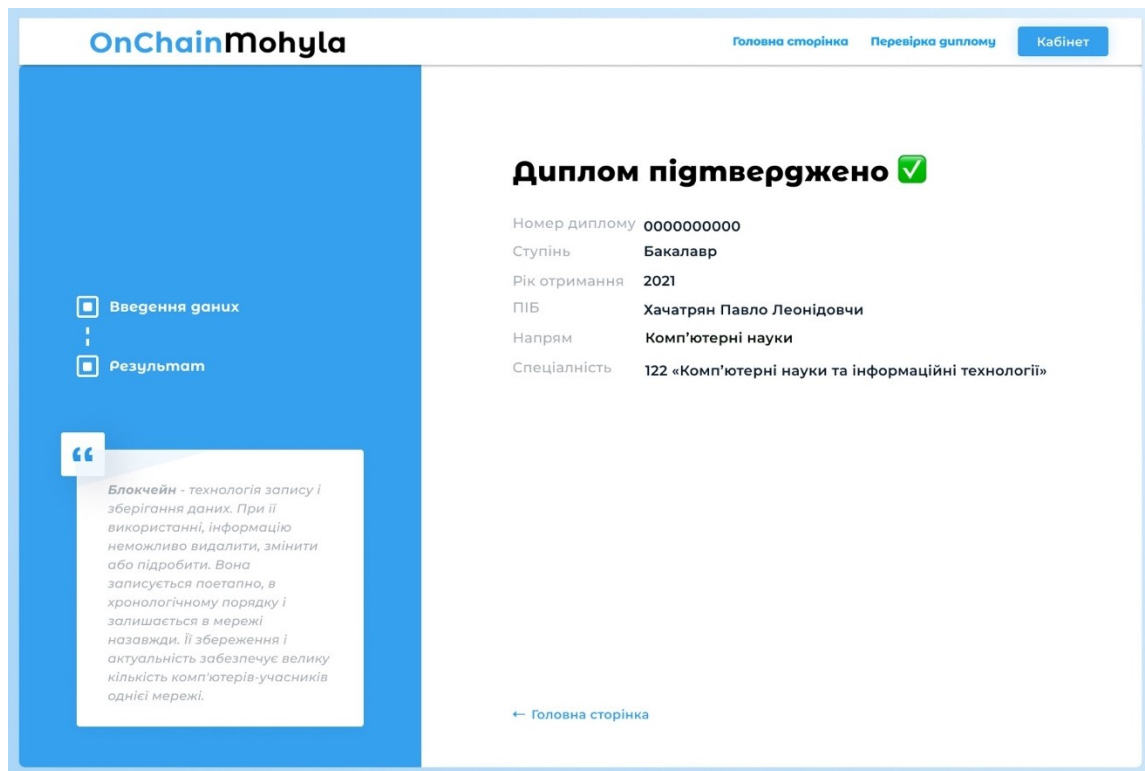 OnChainMohyla
Головна сторінка Перевірка диплому Кабінет
Введення даних
Результат
“
Блокчейн - технологія запису і
зберігання даних. При її
використанні, інформацію
неможливо видалити, змінити
або підробити. Вона
записується поетапно, в
хронологічному порядку і
залишається в мережі
назавжди. Її збереження і
актуальність забезпечує велику
кількість комп'ютерів-учасників
однієї мережі.
Диплом підтверджено ✅
Номер диплому 0000000000
Ступінь Бакалавр
Рік отримання 2021
ПІБ Хачатрян Павло Леонідовчи
Напрям Комп’ютерні науки
Спеціалність 122 «Комп’ютерні науки та інформаційні технології»
← Головна сторінка